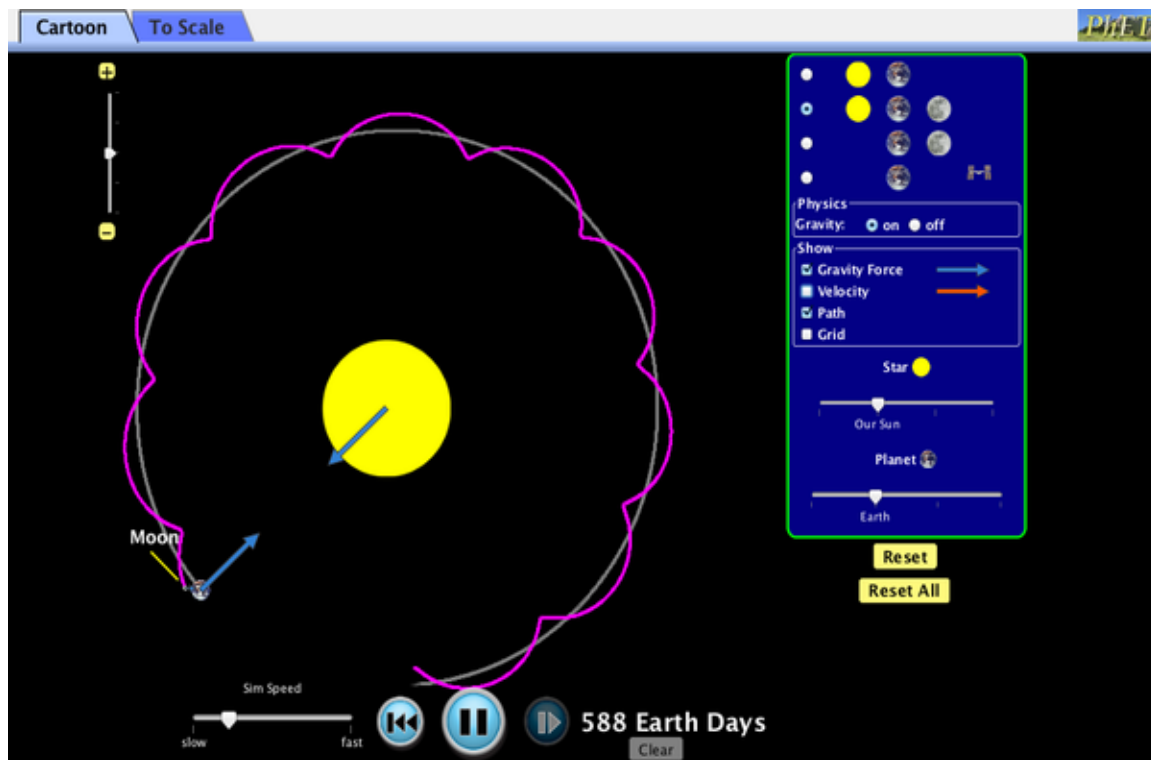 Cartoon
To Scale
PhET
+
−
Physics
Gravity: on off
Show
Gravity Force
Velocity
Path
Grid
Star
Our Sun
Planet
Earth
Reset
Reset All
Moon
Sim Speed
slow fast
588 Earth Days
Clear